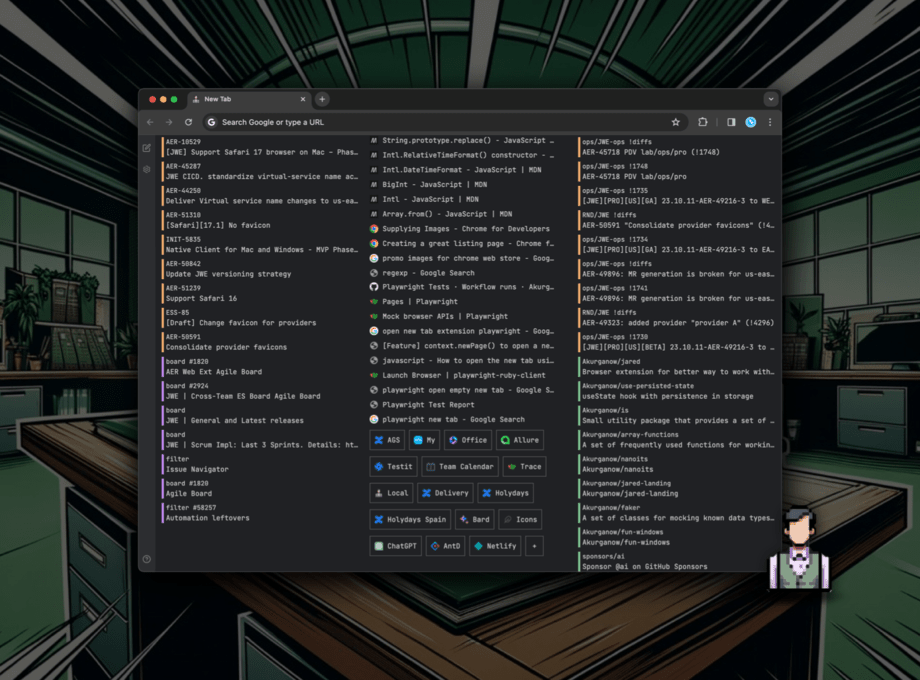 New Tab
Search Google or type a URL
AER-10529
[JWE] Support Safari 17 browser on Mac – Phas…
AER-45287
JWE CICD. standardize virtual-service name ac…
AER-44250
Deliver Virtual service name changes to us-ea…
AER-51310
[Safari][17.1] No favicon
INIT-5835
Native Client for Mac and Windows - MVP Phase…
AER-50842
Update JWE versioning strategy
AER-51239
Support Safari 16
ESS-85
[Draft] Change favicon for providers
AER-50591
Consolidate provider favicons
board #1820
AER Web Ext Agile Board
board #2924
JWE | Cross-Team ES Board Agile Board
board
JWE | General and Latest releases
board
JWE | Scrum Impl: Last 3 Sprints. Details: ht…
filter
Issue Navigator
board #1820
Agile Board
filter #58257
Automation leftovers
String.prototype.replace() - JavaScript …
Intl.RelativeTimeFormat() constructor - …
Intl.DateTimeFormat - JavaScript | MDN
BigInt - JavaScript | MDN
Intl - JavaScript | MDN
Array.from() - JavaScript | MDN
Supplying Images - Chrome for Developers
Creating a great listing page - Chrome f…
promo images for chrome web store - Goog…
regexp - Google Search
Playwright Tests · Workflow runs · Akurg…
Pages | Playwright
Mock browser APIs | Playwright
open new tab extension playwright - Goog…
[Feature] context.newPage() to open a ne…
javascript - How to open the new tab usi…
Launch Browser | playwright-ruby-client
playwright open empty new tab - Google S…
Playwright Test Report
playwright new tab - Google Search
AGS
My
Office
Allure
Testit
Team Calendar
Trace
Local
Delivery
Holydays
Holydays Spain
Bard
Icons
ChatGPT
AntD
Netlify
+
ops/JWE-ops !diffs
AER-45718 PDV lab/ops/pro (!1748)
ops/JWE-ops !1748
AER-45718 PDV lab/ops/pro
ops/JWE-ops !1735
[JWE][PRO][US][GA] 23.10.11-AER-49216-3 to WE…
RND/JWE !diffs
AER-50591 "Consolidate provider favicons" (!4…
ops/JWE-ops !1734
[JWE][PRO][US][GA] 23.10.11-AER-49216-3 to EA…
ops/JWE-ops !diffs
AER-49896: MR generation is broken for us-eas…
ops/JWE-ops !1741
AER-49896: MR generation is broken for us-eas…
RND/JWE !diffs
AER-49323: added provider "provider A" (!4296)
ops/JWE-ops !1730
[JWE][PRO][US][BETA] 23.10.11-AER-49216-3 to …
Akurganow/jared
Browser extension for better way to work with…
Akurganow/use-persisted-state
useState hook with persistence in storage
Akurganow/is
Small utility package that provides a set of …
Akurganow/array-functions
A set of frequently used functions for workin…
Akurganow/nanoits
Akurganow/nanoits
Akurganow/jared-landing
Akurganow/jared-landing
Akurganow/faker
A set of classes for mocking known data types…
Akurganow/fun-windows
Akurganow/fun-windows
sponsors/ai
Sponsor @ai on GitHub Sponsors